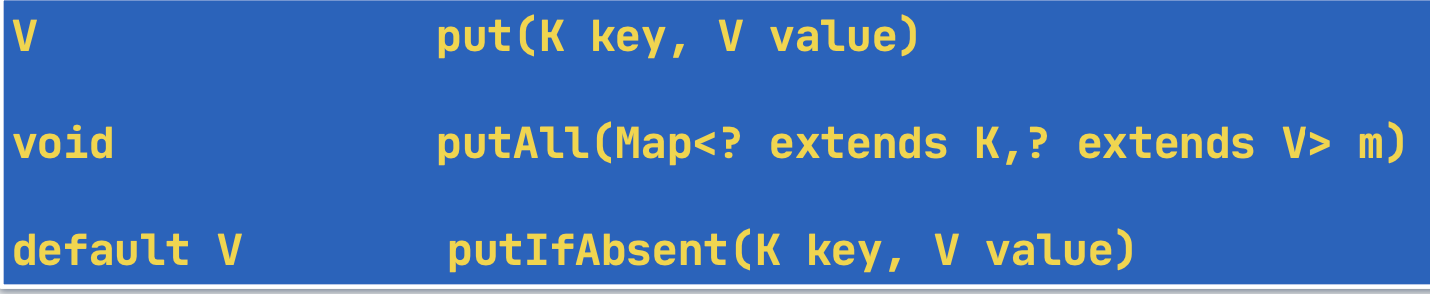 V put(K key, V value)
void putAll(Map<? extends K,? extends V> m)
default V putIfAbsent(K key, V value)